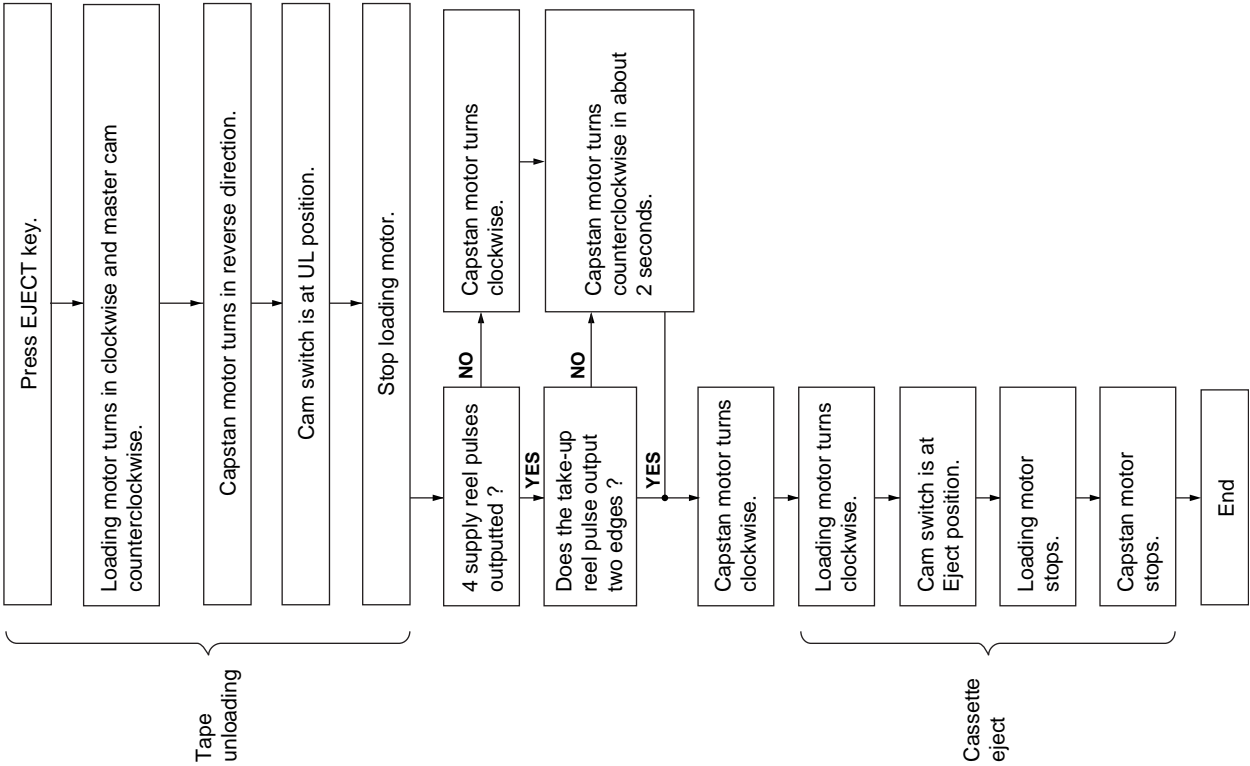 Press EJECT key.
Loading motor turns in clockwise and master cam
counterclockwise.
Capstan motor turns in reverse direction.
Cam switch is at UL position.
Stop loading motor.
Tape
unloading
4 supply reel pulses
outputted ?
NO
Capstan motor turns
clockwise.
YES
Does the take-up
reel pulse output
two edges ?
NO
Capstan motor turns
counterclockwise in about
2 seconds.
YES
Capstan motor turns
clockwise.
Loading motor turns
clockwise.
Cam switch is at
Eject position.
Loading motor
stops.
Capstan motor
stops.
Cassette
eject
End